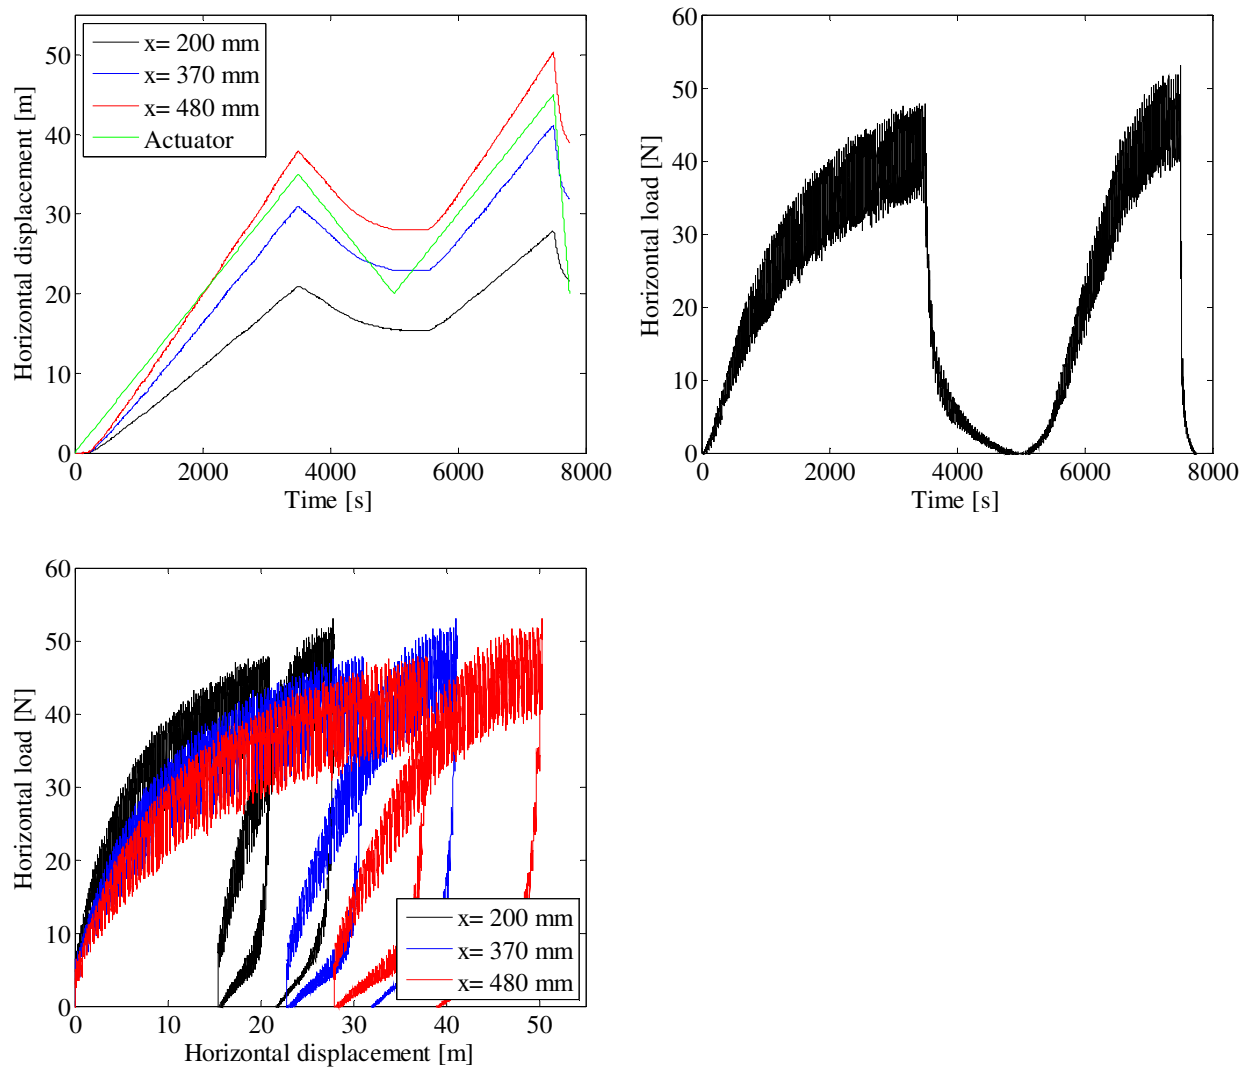 Horizontal displacement [m]
50
40
30
20
10
0
x= 200 mm
x= 370 mm
x= 480 mm
Actuator
0 2000 4000 6000 8000
Time [s]
Horizontal load [N]
60
50
40
30
20
10
0
0 2000 4000 6000 8000
Time [s]
Horizontal load [N]
60
50
40
30
20
10
0
x= 200 mm
x= 370 mm
x= 480 mm
0 10 20 30 40 50
Horizontal displacement [m]